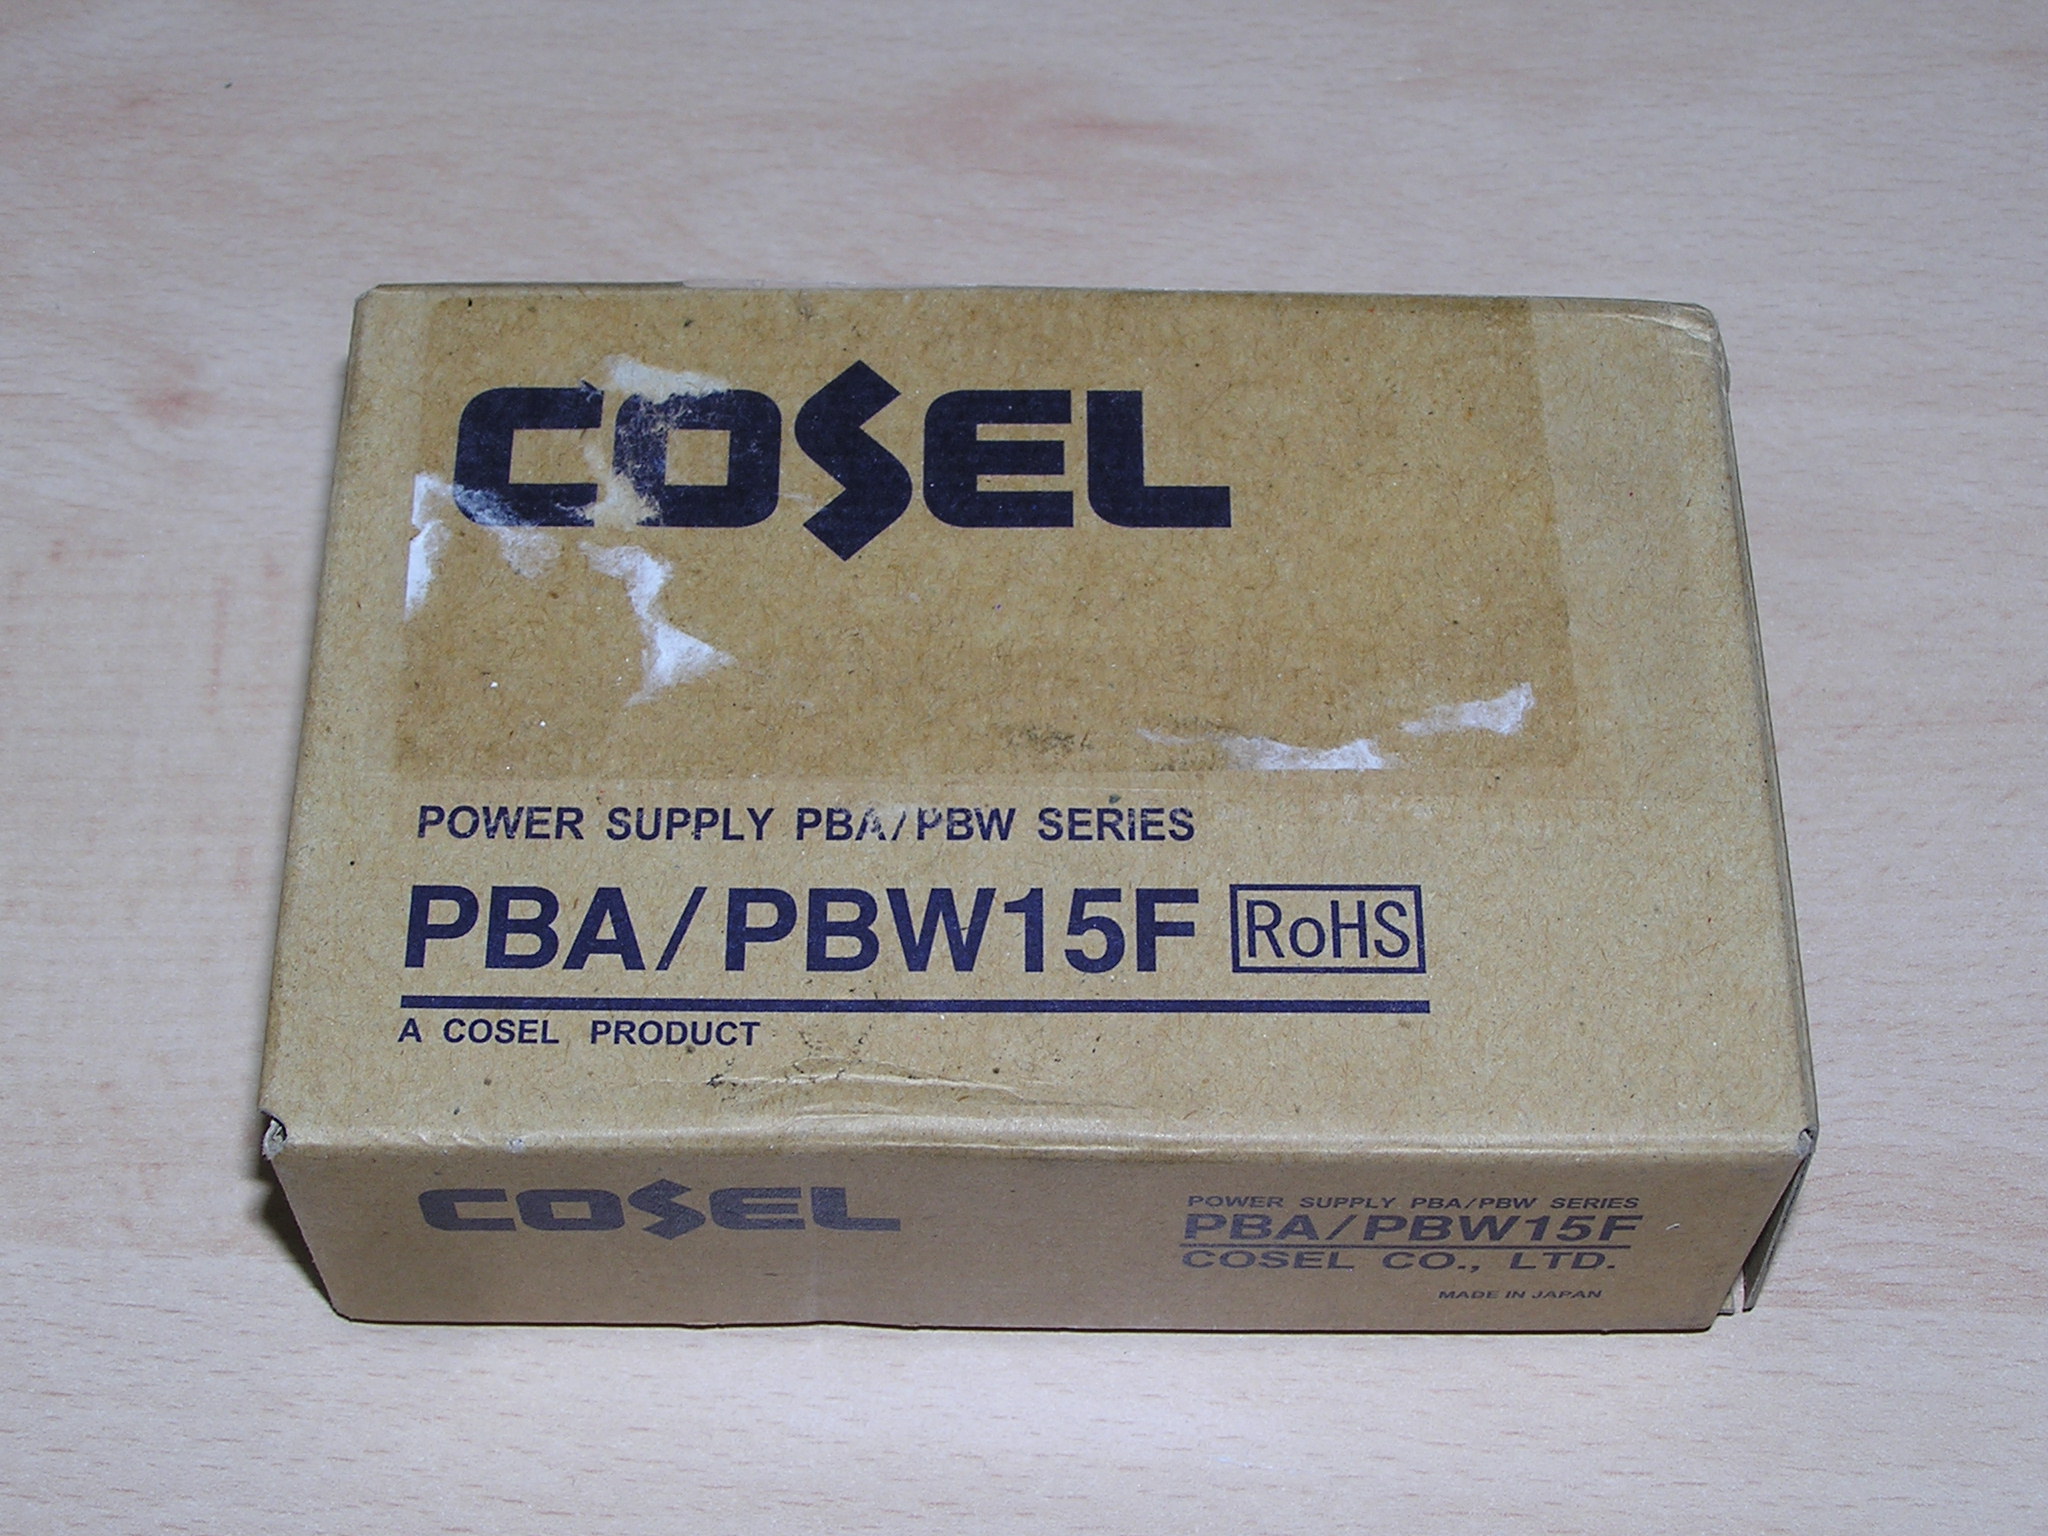 COSEL
POWER SUPPLY PBA/PBW SERIES
PBA/PBW15F RoHS
A COSEL PRODUCT
COSEL
POWER SUPPLY PBA/PBW SERIES
PBA/PBW15F
COSEL CO., LTD.
MADE IN JAPAN